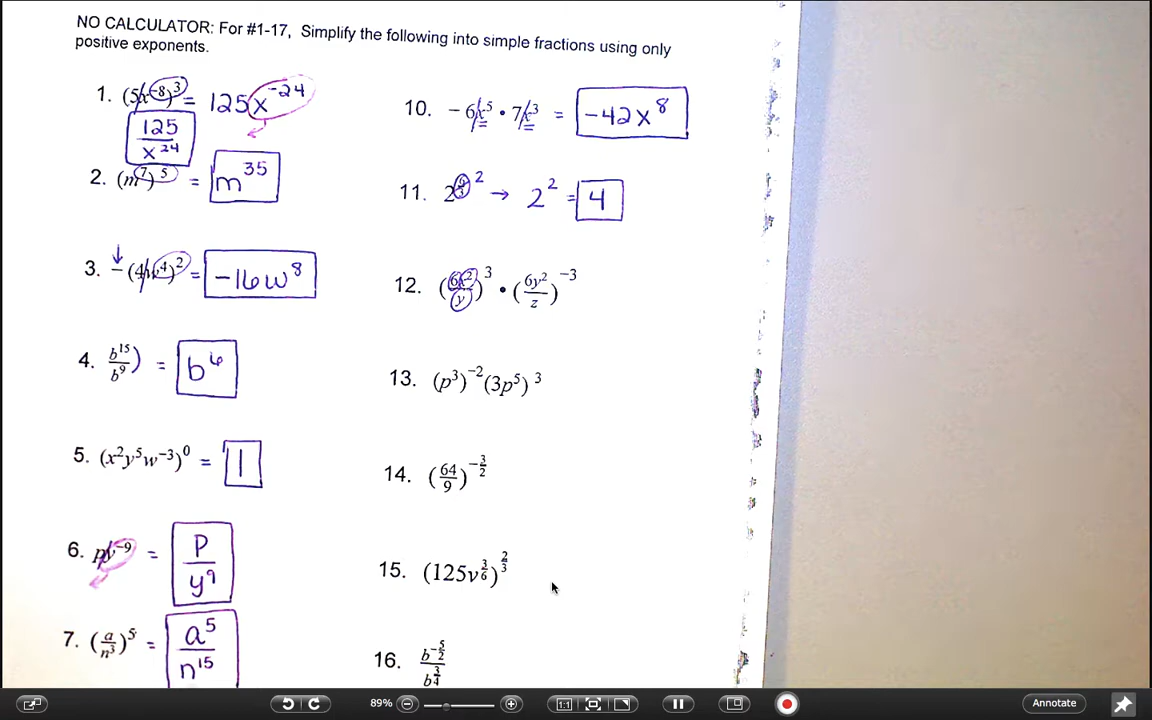 NO CALCULATOR: For #1-17, Simplify the following into simple fractions using only
positive exponents.
1. (5x⁻⁸)³ = 125x⁻²⁴
125/x²⁴
2. (m⁷)⁵ = m³⁵
3. −(4w⁴)² = −16w⁸
4. b¹⁵/b⁹) = b⁶
5. (x²y⁵w⁻³)⁰ = 1
6. py⁻⁹ = p/y⁹
7. (a/n³)⁵ = a⁵/n¹⁵
10. −6x⁵ • 7x³ = −42x⁸
11. → 2² = 4
12. (6x²/y)³ • (6y²/z)⁻³
13. (p³)⁻²(3p⁵)³
14. (64/9)^(-3/2)
15. (125v^(3/6))^(2/3)
16. b^(-5/2)/b^(3/4)
89%
1:1
Annotate